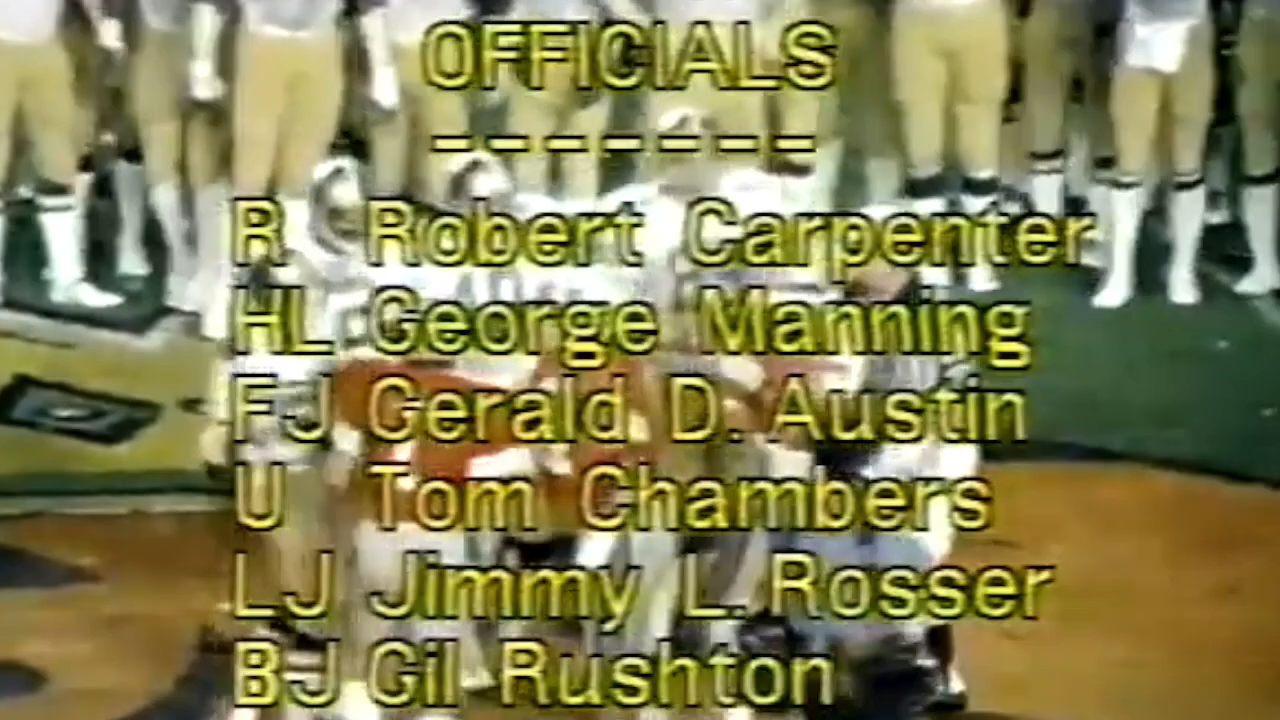 OFFICIALS
--------
R Robert Carpenter
HL George Manning
FJ Gerald D. Austin
U Tom Chambers
LJ Jimmy L. Rosser
BJ Gil Rushton